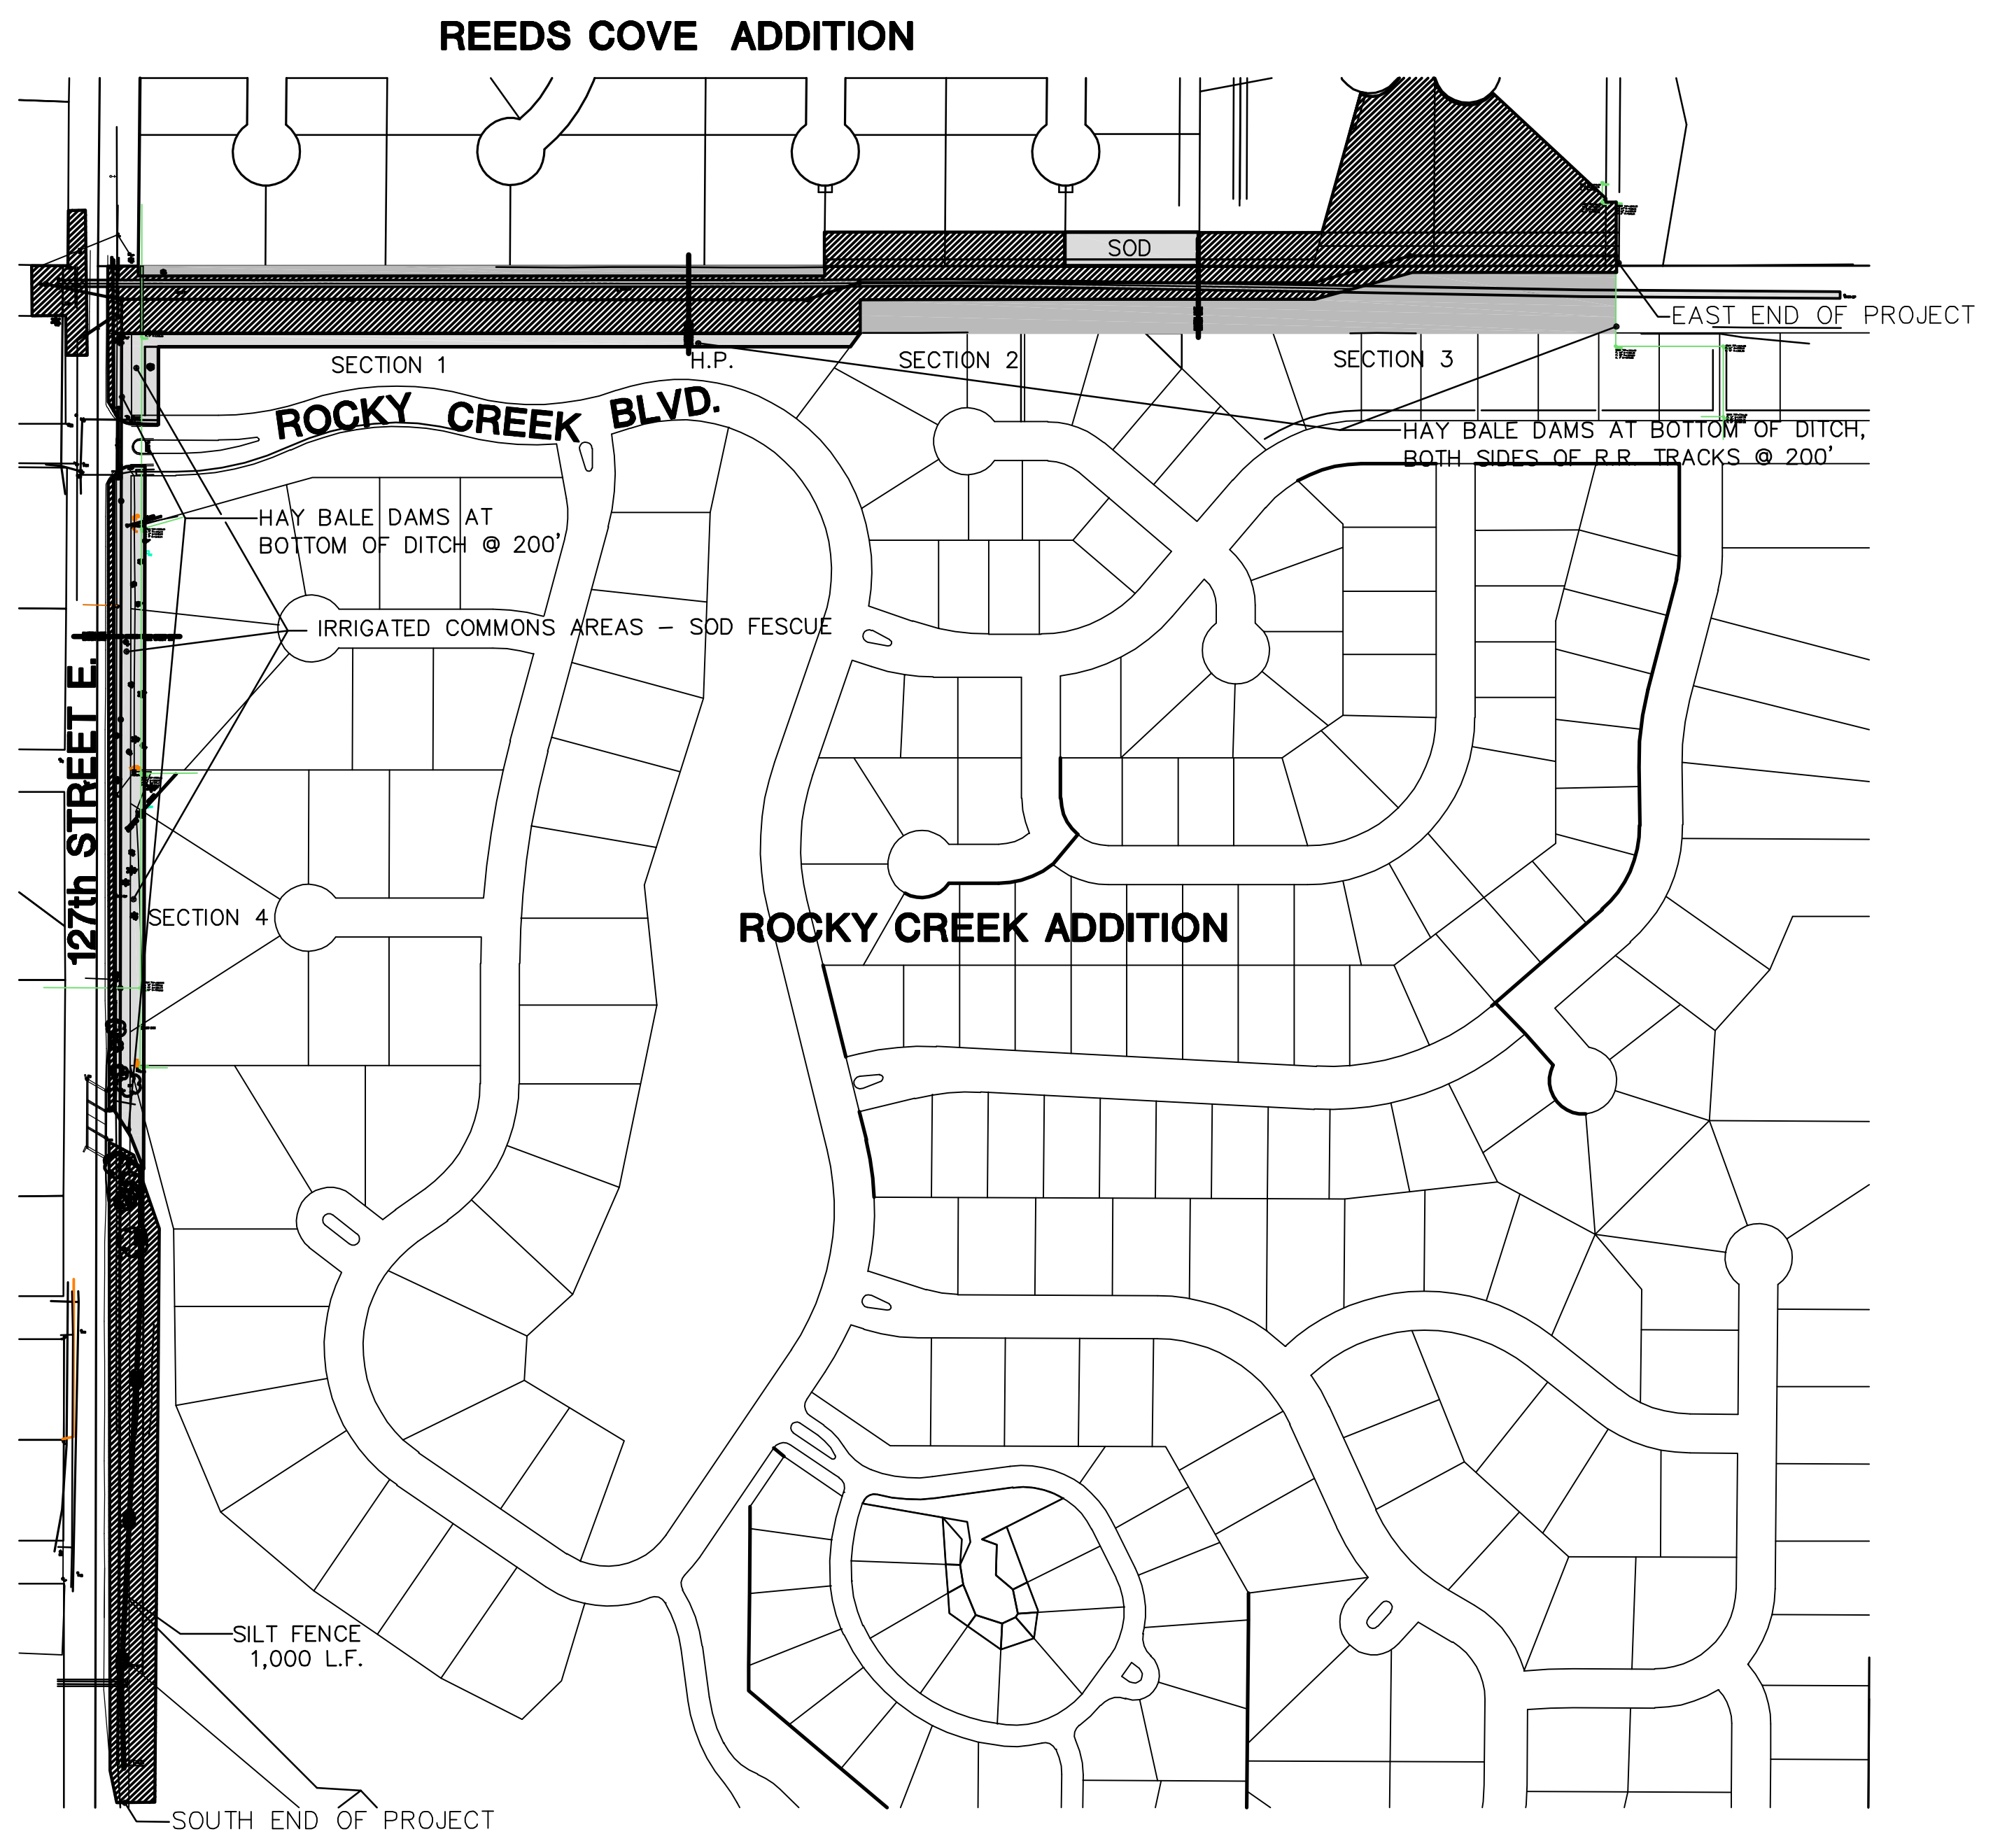 REEDS COVE ADDITION
SOD
EAST END OF PROJECT
SECTION 1
H.P.
SECTION 2
SECTION 3
ROCKY CREEK BLVD.
HAY BALE DAMS AT BOTTOM OF DITCH,
BOTH SIDES OF R.R. TRACKS @ 200'
HAY BALE DAMS AT
BOTTOM OF DITCH @ 200'
IRRIGATED COMMONS AREAS – SOD FESCUE
127th STREET E.
SECTION 4
ROCKY CREEK ADDITION
SILT FENCE
1,000 L.F.
SOUTH END OF PROJECT